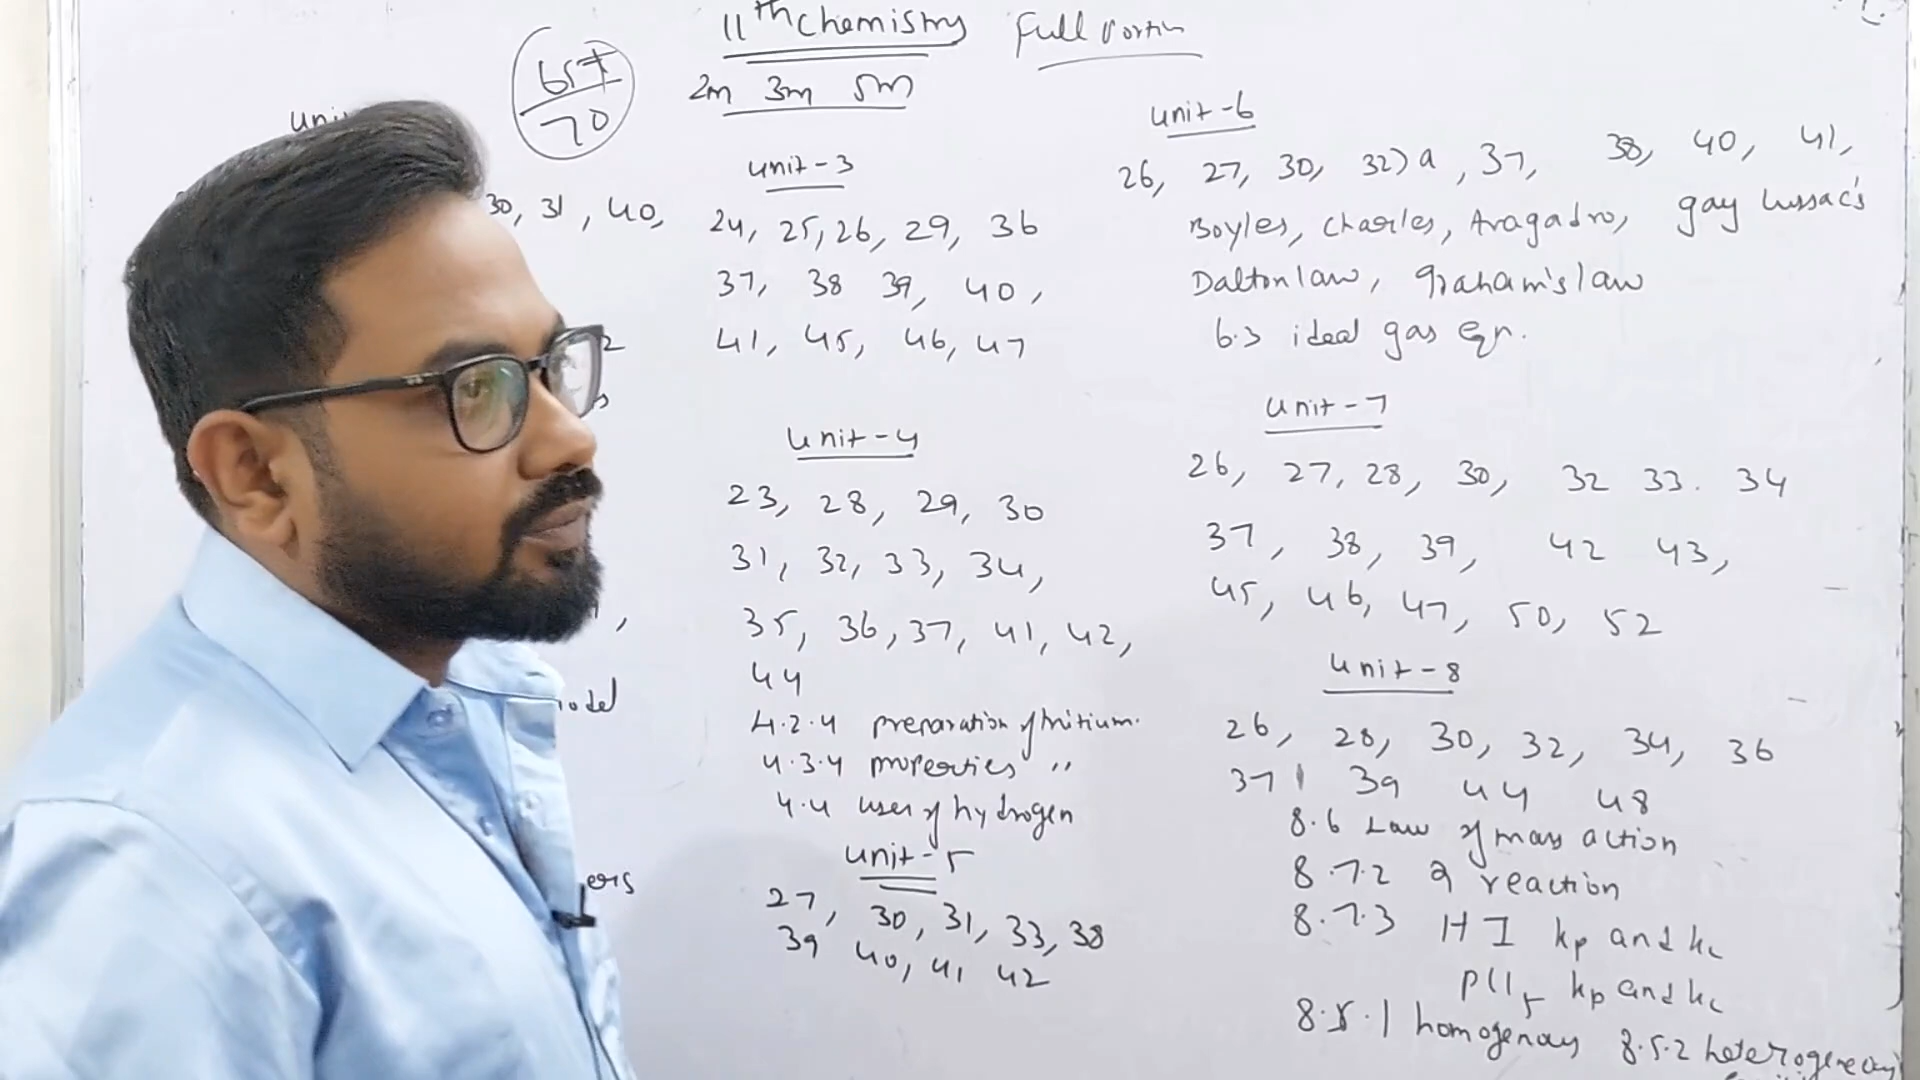 11th Chemistry Full Portion
65+
70
2m 3m 5m
30, 31, 40,
unit-3
24, 25, 26, 29, 36
37, 38 39, 40,
41, 45, 46, 47
unit-4
23, 28, 29, 30
31, 32, 33, 34,
35, 36, 37, 41, 42,
44
4.2.4 preparation of tritium.
4.3.4 properties "
4.4 uses of hydrogen
unit-5
27, 30, 31, 33, 38
39 40, 41 42
unit-6
26, 27, 30, 32) a, 37, 38, 40, 41,
Boyles, Charles, Avagadro, gay lussac's
Dalton law, graham's law
6.3 ideal gas eqn.
unit-7
26, 27, 28, 30, 32 33. 34
37, 38, 39, 42 43,
45, 46, 47, 50, 52
unit-8
26, 28, 30, 32, 34, 36
37 39 44 48
8.6 Law of mass action
8.7.2 reaction
8.7.3 HI kp and kc
PCl5 kp and kc
8.5.1 homogenous 8.5.2 heterogeneous